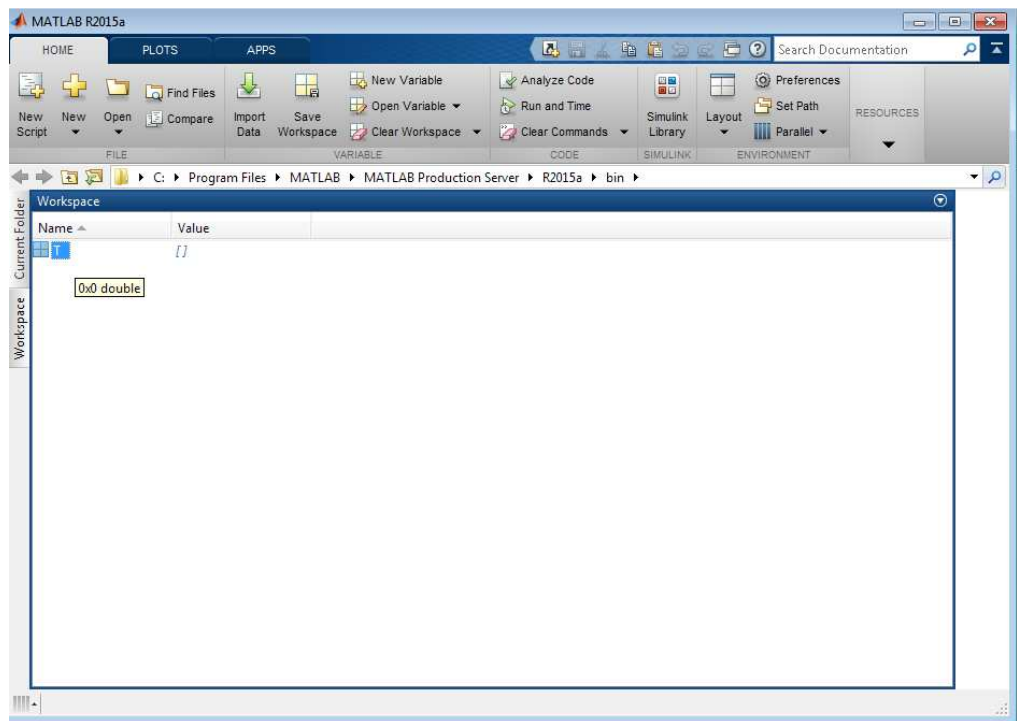 MATLAB R2015a
HOME PLOTS APPS
Search Documentation
New Script
New
Open
Find Files
Compare
Import Data
Save Workspace
New Variable
Open Variable
Clear Workspace
Analyze Code
Run and Time
Clear Commands
Simulink Library
Layout
Preferences
Set Path
Parallel
RESOURCES
FILE VARIABLE CODE SIMULINK ENVIRONMENT
C: Program Files MATLAB MATLAB Production Server R2015a bin
Current Folder
Workspace
Workspace
Name Value
T []
0x0 double